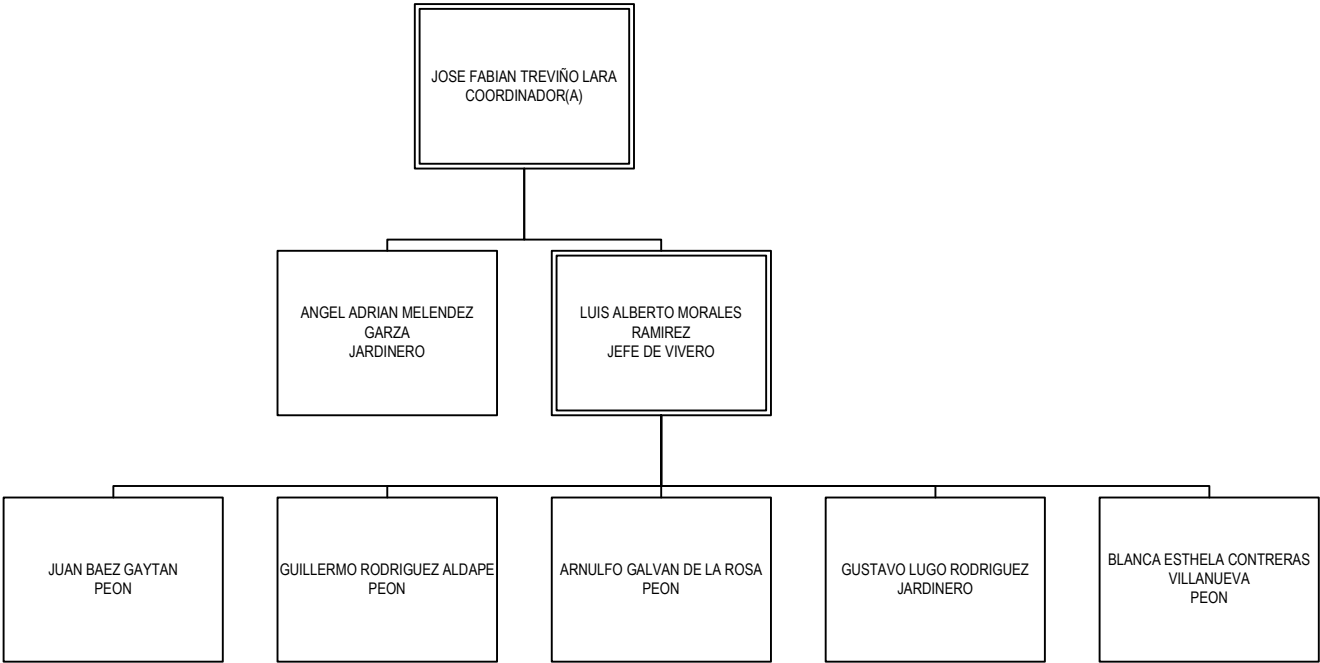 JOSE FABIAN TREVIÑO LARA
COORDINADOR(A)
ANGEL ADRIAN MELENDEZ
GARZA
JARDINERO
LUIS ALBERTO MORALES
RAMIREZ
JEFE DE VIVERO
JUAN BAEZ GAYTAN
PEON
GUILLERMO RODRIGUEZ ALDAPE
PEON
ARNULFO GALVAN DE LA ROSA
PEON
GUSTAVO LUGO RODRIGUEZ
JARDINERO
BLANCA ESTHELA CONTRERAS
VILLANUEVA
PEON